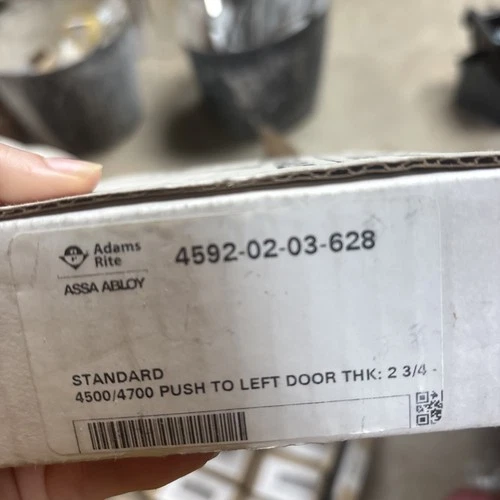 Adams
Rite
ASSA ABLOY
4592-02-03-628
STANDARD
4500/4700 PUSH TO LEFT DOOR THK: 2 3/4 -